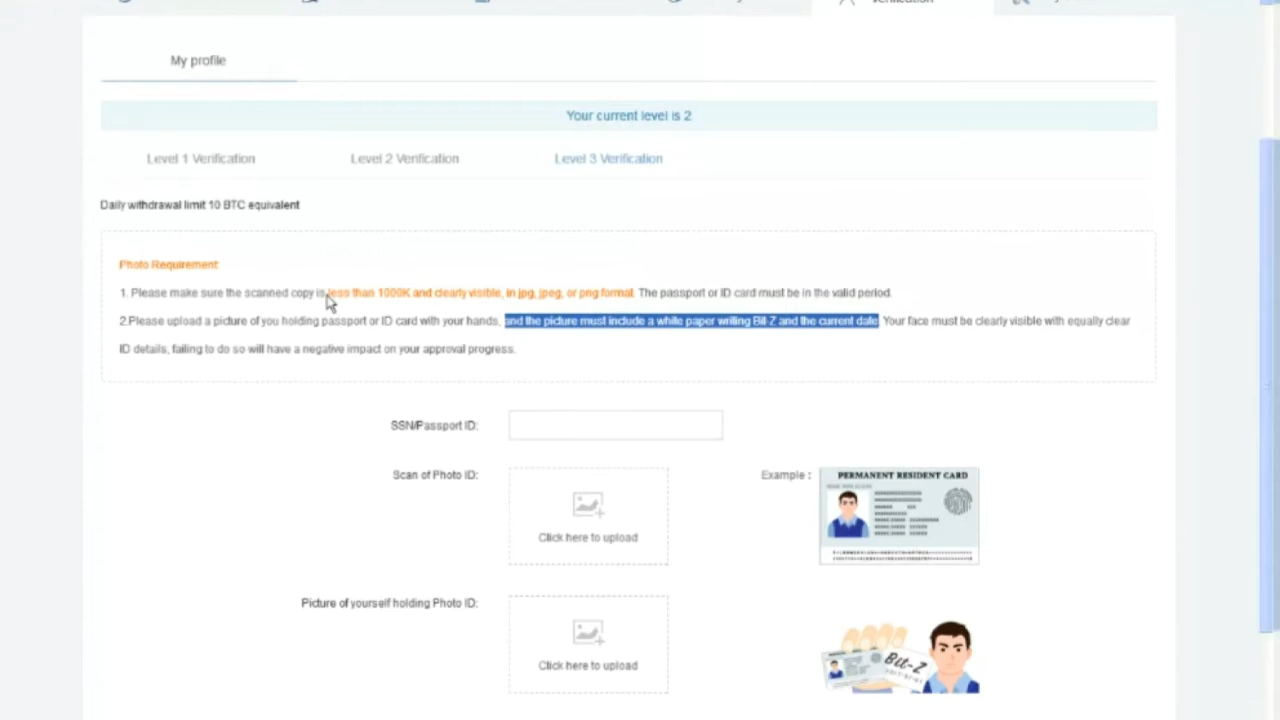 Verification
My profile
Your current level is 2
Level 1 Verification
Level 2 Verification
Level 3 Verification
Daily withdrawal limit 10 BTC equivalent
Photo Requirement
1. Please make sure the scanned copy is less than 1000K and clearly visible, in jpg, jpeg, or png format. The passport or ID card must be in the valid period.
2.Please upload a picture of you holding passport or ID card with your hands, and the picture must include a while paper writing Bit-Z and the current date. Your face must be clearly visible with equally clear
ID details, failing to do so will have a negative impact on your approval progress.
SSN/Passport ID:
Scan of Photo ID:
Click here to upload
Example :
PERMANENT RESIDENT CARD
Picture of yourself holding Photo ID:
Click here to upload
Bit-Z